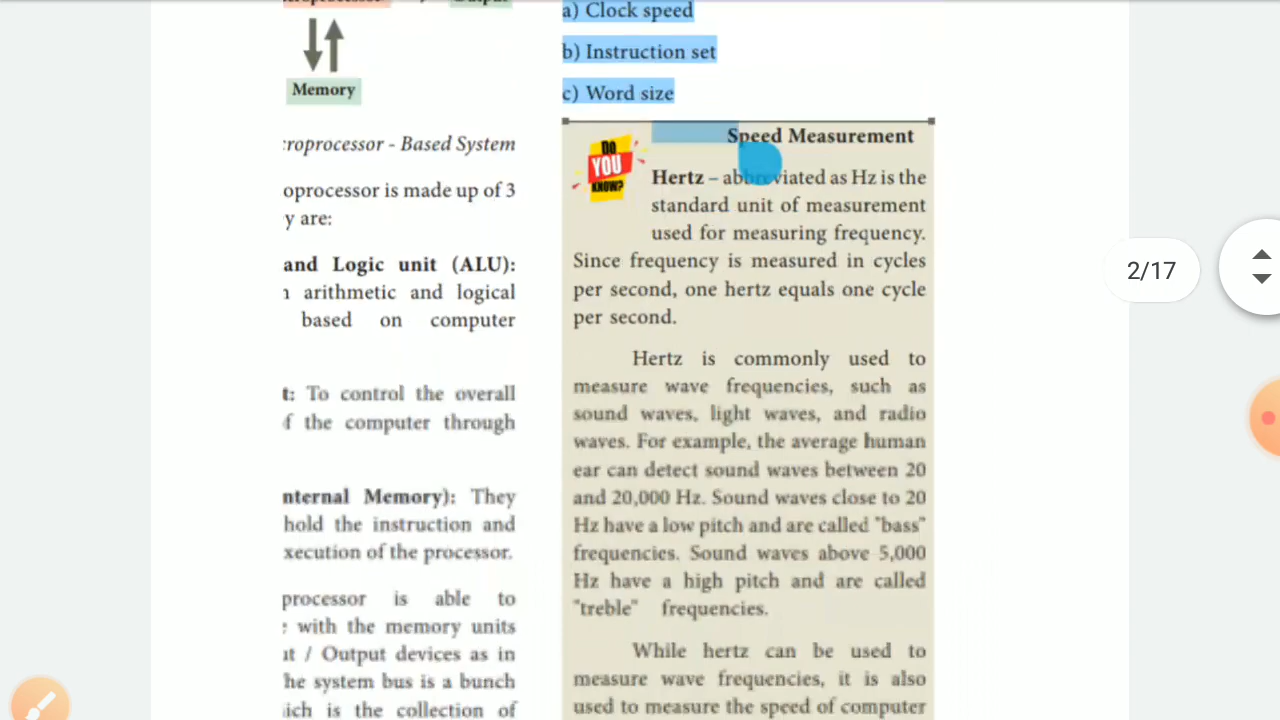 Memory
roprocessor - Based System
oprocessor is made up of 3
y are:
and Logic unit (ALU):
arithmetic and logical
based on computer
t: To control the overall
f the computer through
nternal Memory): They
hold the instruction and
xecution of the processor.
processor is able to
with the memory units
ut / Output devices as in
he system bus is a bunch
ich is the collection of
a) Clock speed
b) Instruction set
c) Word size
DO YOU KNOW?
Speed Measurement
Hertz – abbreviated as Hz is the
standard unit of measurement
used for measuring frequency.
Since frequency is measured in cycles
per second, one hertz equals one cycle
per second.
Hertz is commonly used to
measure wave frequencies, such as
sound waves, light waves, and radio
waves. For example, the average human
ear can detect sound waves between 20
and 20,000 Hz. Sound waves close to 20
Hz have a low pitch and are called "bass"
frequencies. Sound waves above 5,000
Hz have a high pitch and are called
"treble" frequencies.
While hertz can be used to
measure wave frequencies, it is also
used to measure the speed of computer
2/17